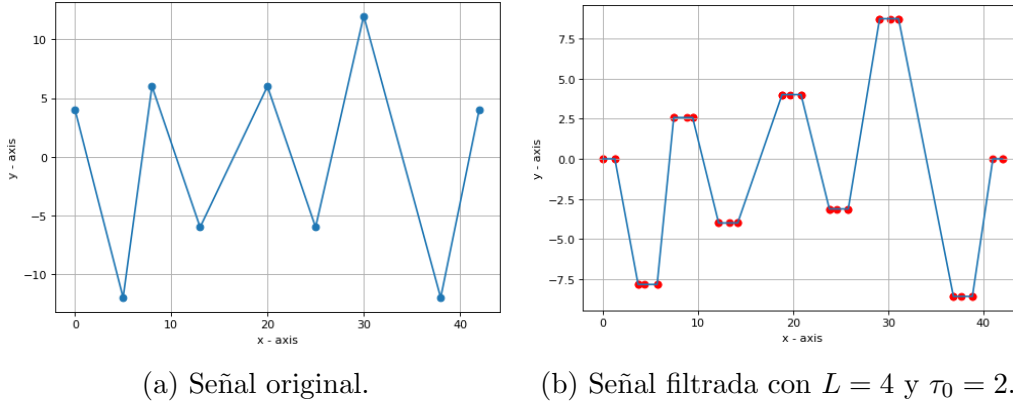 10
5
0
−5
−10
y - axis
0 10 20 30 40
x - axis
7.5
5.0
2.5
0.0
−2.5
−5.0
−7.5
y - axis
0 10 20 30 40
x - axis
(a) Señal original.
(b) Señal filtrada con L = 4 y τ₀ = 2.